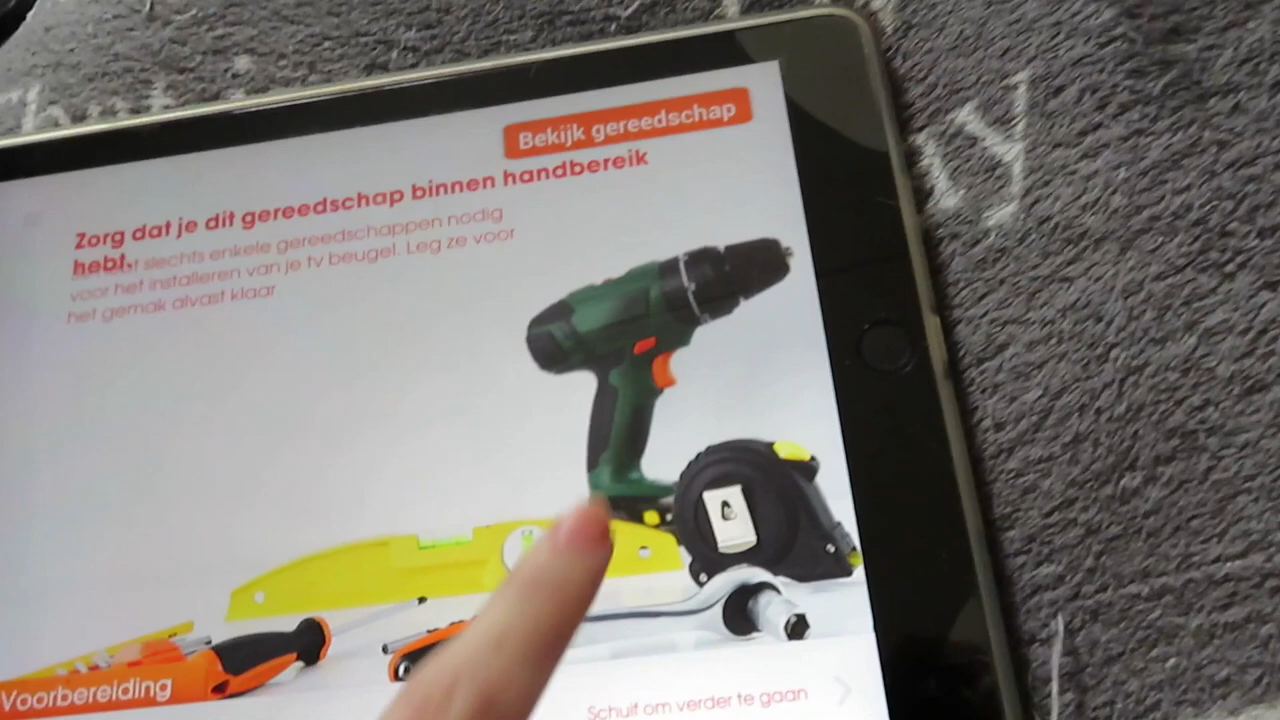 Bekijk gereedschap
Zorg dat je dit gereedschap binnen handbereik
hebt.
slechts enkele gereedschappen nodig
voor het installeren van je tv beugel. Leg ze voor
het gemak alvast klaar
Voorbereiding
Schuif om verder te gaan